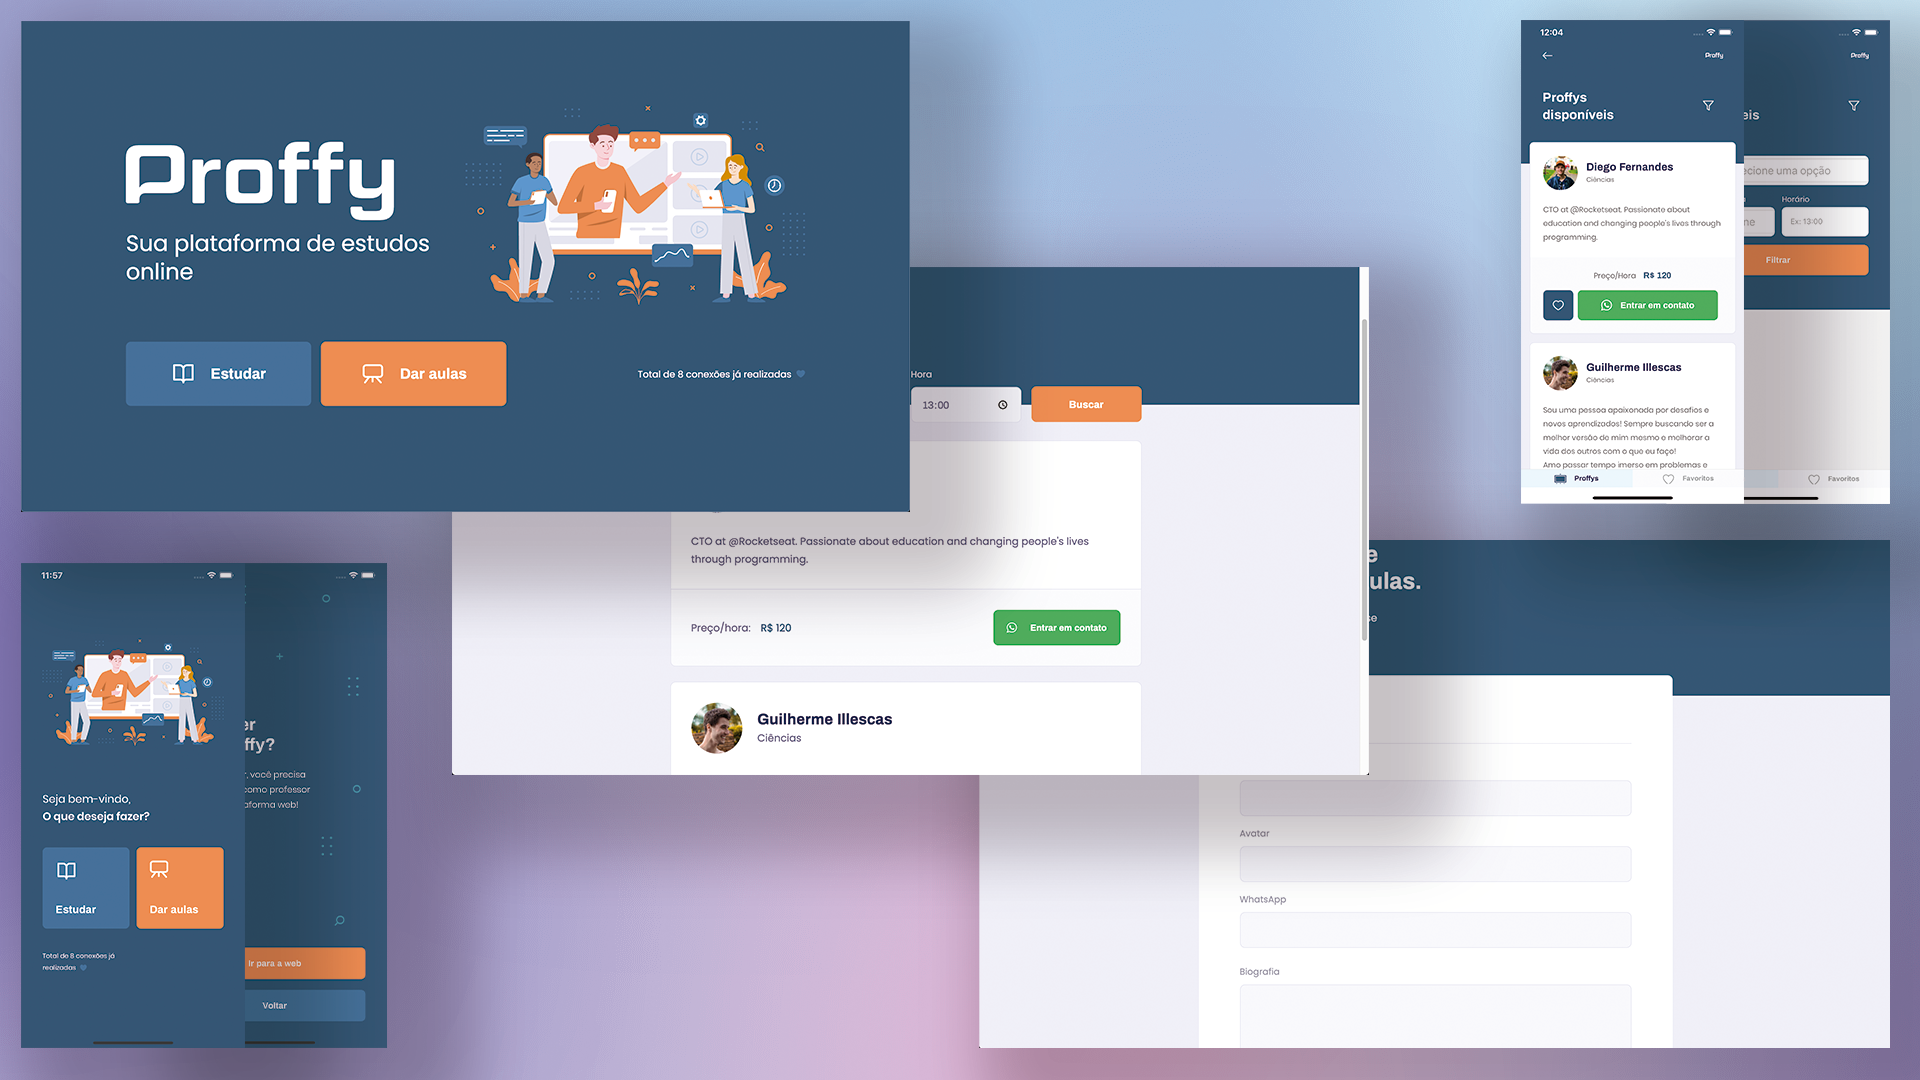 Proffy
Sua plataforma de estudos
online
Estudar
Dar aulas
Total de 8 conexões já realizadas
Hora
13:00
Buscar
CTO at @Rocketseat. Passionate about education and changing people's lives
through programming.
Preço/hora: R$ 120
Entrar em contato
Guilherme Illescas
Ciências
12:04
Proffy
Proffys
disponíveis
Diego Fernandes
Ciências
CTO at @Rocketseat. Passionate about
education and changing people's lives through
programming.
Preço/Hora R$ 120
Entrar em contato
Guilherme Illescas
Ciências
Sou uma pessoa apaixonada por desafios e
novos aprendizados! Sempre buscando ser a
melhor versão de mim mesmo e melhorar a
vida dos outros com o que eu faço!
Amo passar tempo imerso em problemas e
Proffys
Favoritos
Proffy
eis
ecione uma opção
a
Horário
ne
Ex: 13:00
Filtrar
Favoritos
11:57
Seja bem-vindo,
O que deseja fazer?
Estudar
Dar aulas
Total de 8 conexões já
realizadas
er
ffy?
r, você precisa
como professor
aforma web!
Ir para a web
Voltar
e
ulas.
se
Avatar
WhatsApp
Biografia